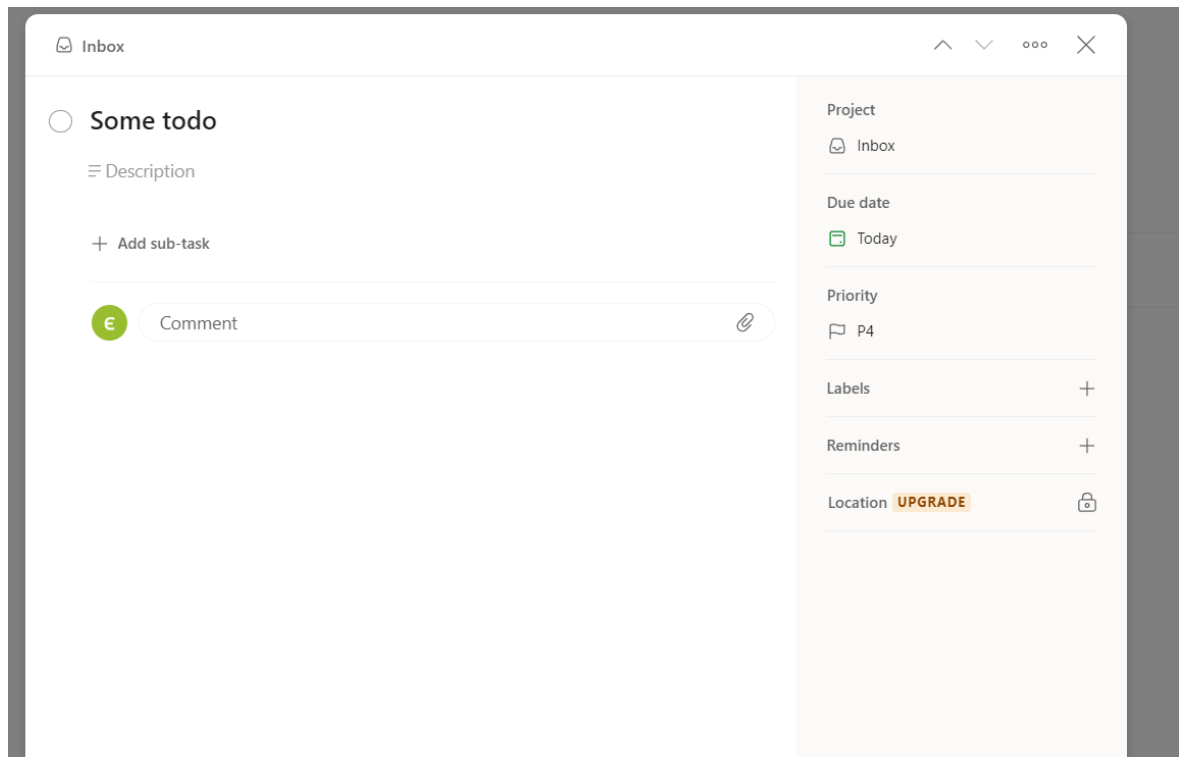 Inbox
Some todo
Description
Add sub-task
Є Comment
Project
Inbox
Due date
Today
Priority
P4
Labels
Reminders
Location UPGRADE